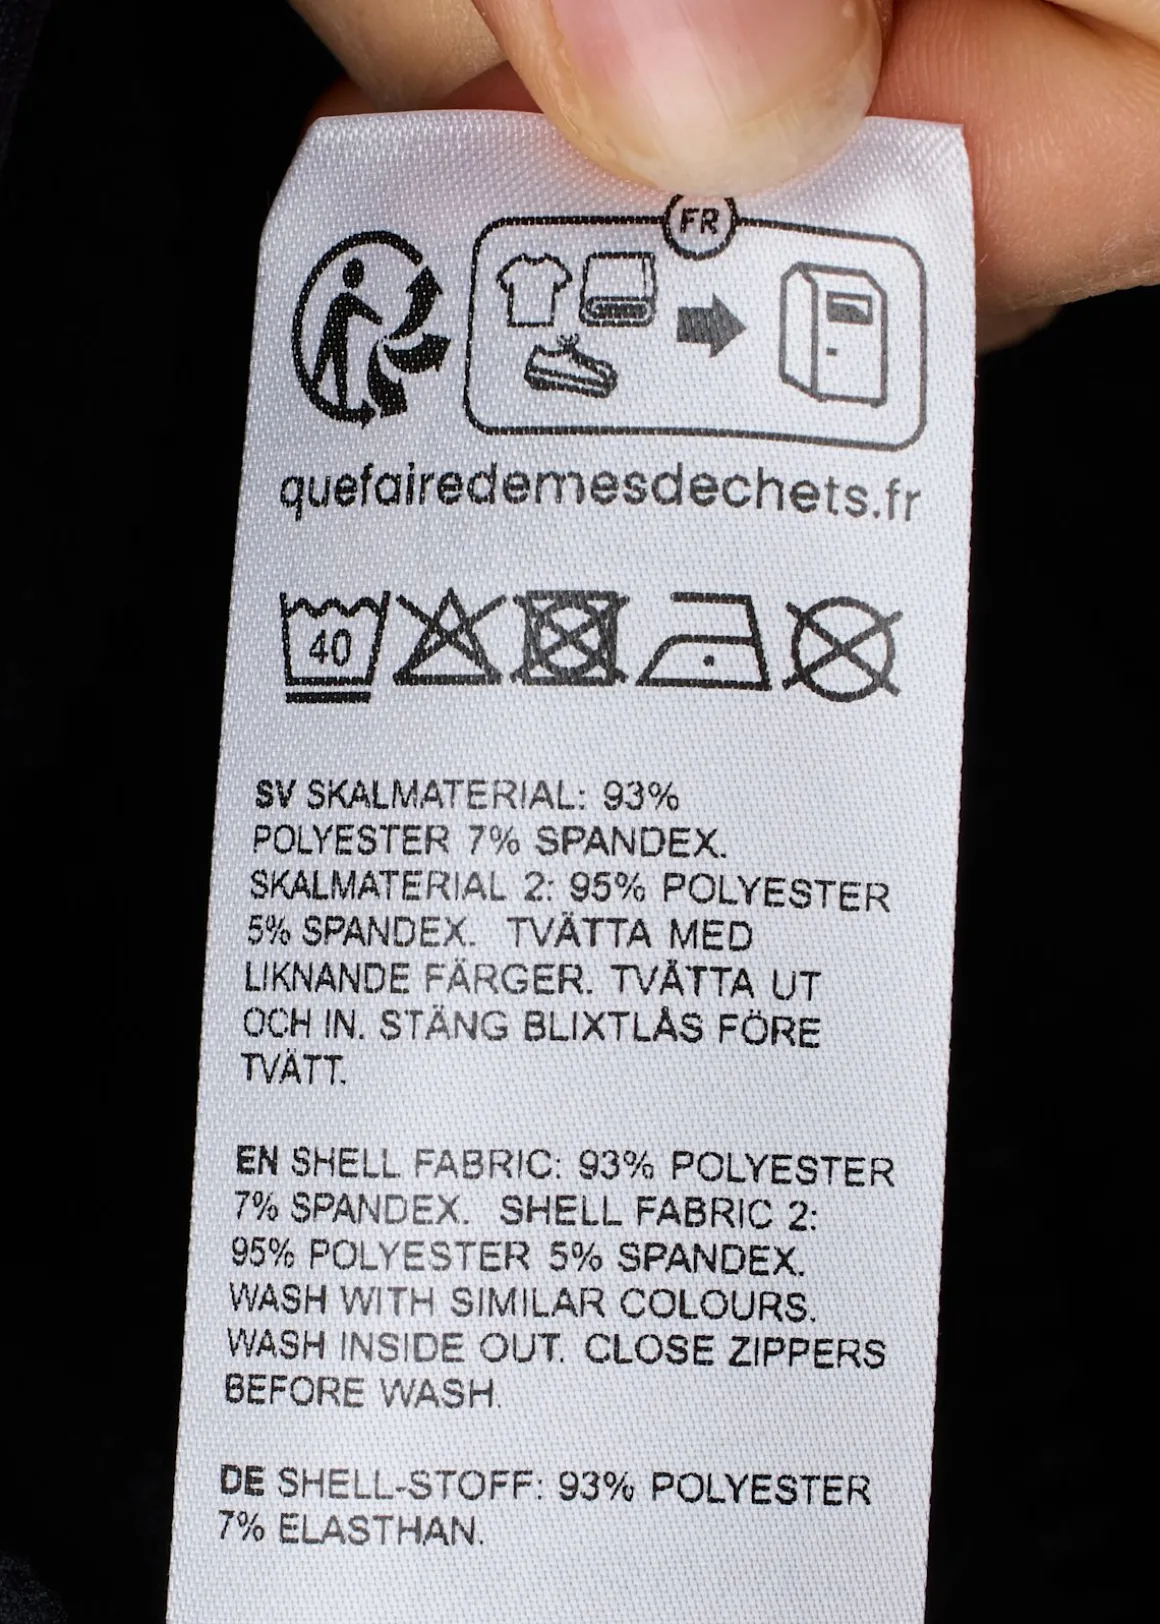 FR
quefairedemesdechets.fr
40
SV SKALMATERIAL: 93%
POLYESTER 7% SPANDEX.
SKALMATERIAL 2: 95% POLYESTER
5% SPANDEX. TVÄTTA MED
LIKNANDE FÄRGER. TVÄTTA UT
OCH IN. STÄNG BLIXTLÅS FÖRE
TVÄTT.
EN SHELL FABRIC: 93% POLYESTER
7% SPANDEX. SHELL FABRIC 2:
95% POLYESTER 5% SPANDEX.
WASH WITH SIMILAR COLOURS.
WASH INSIDE OUT. CLOSE ZIPPERS
BEFORE WASH.
DE SHELL-STOFF: 93% POLYESTER
7% ELASTHAN.